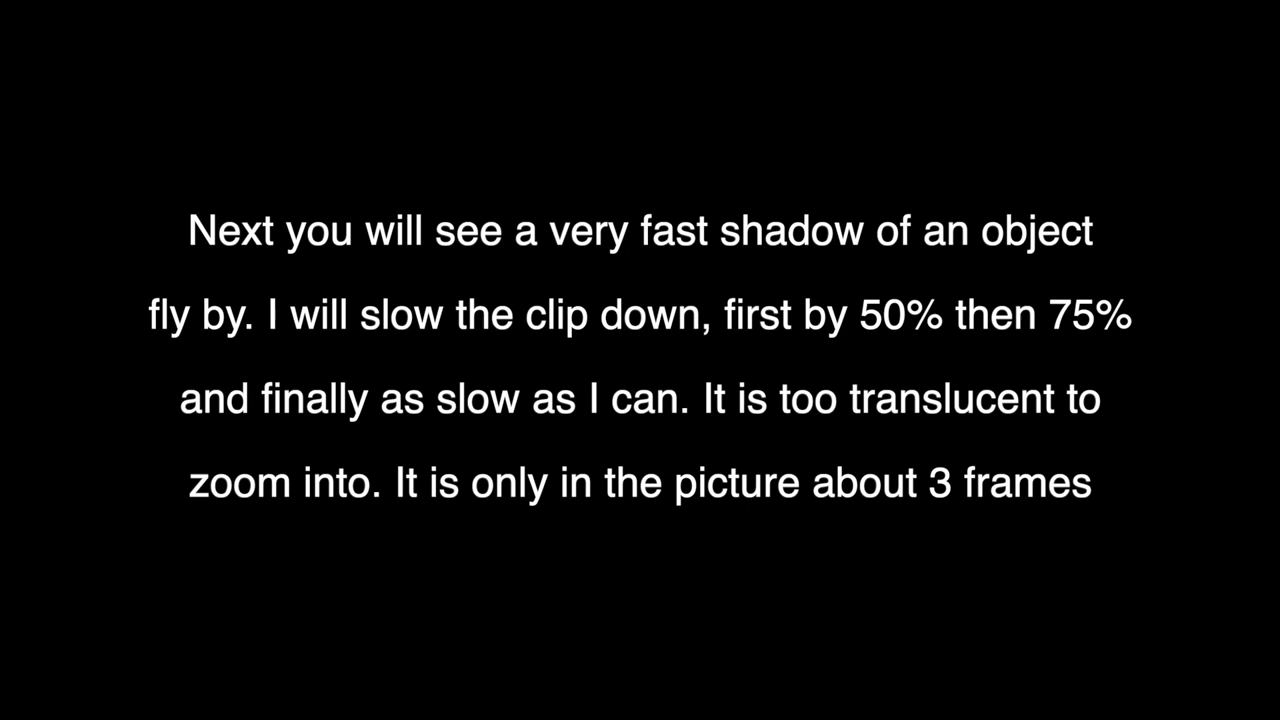 Next you will see a very fast shadow of an object
fly by. I will slow the clip down, first by 50% then 75%
and finally as slow as I can. It is too translucent to
zoom into. It is only in the picture about 3 frames